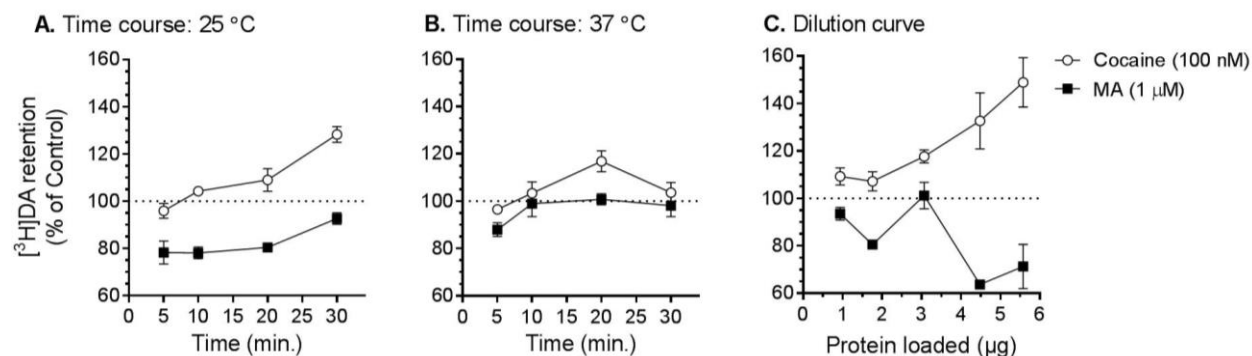 A. Time course: 25 °C
B. Time course: 37 °C
C. Dilution curve
[³H]DA retention
(% of Control)
160
140
120
100
80
60
0 5 10 15 20 25 30
Time (min.)
160
140
120
100
80
60
0 5 10 15 20 25 30
Time (min.)
160
140
120
100
80
60
0 1 2 3 4 5 6
Protein loaded (µg)
Cocaine (100 nM)
MA (1 µM)